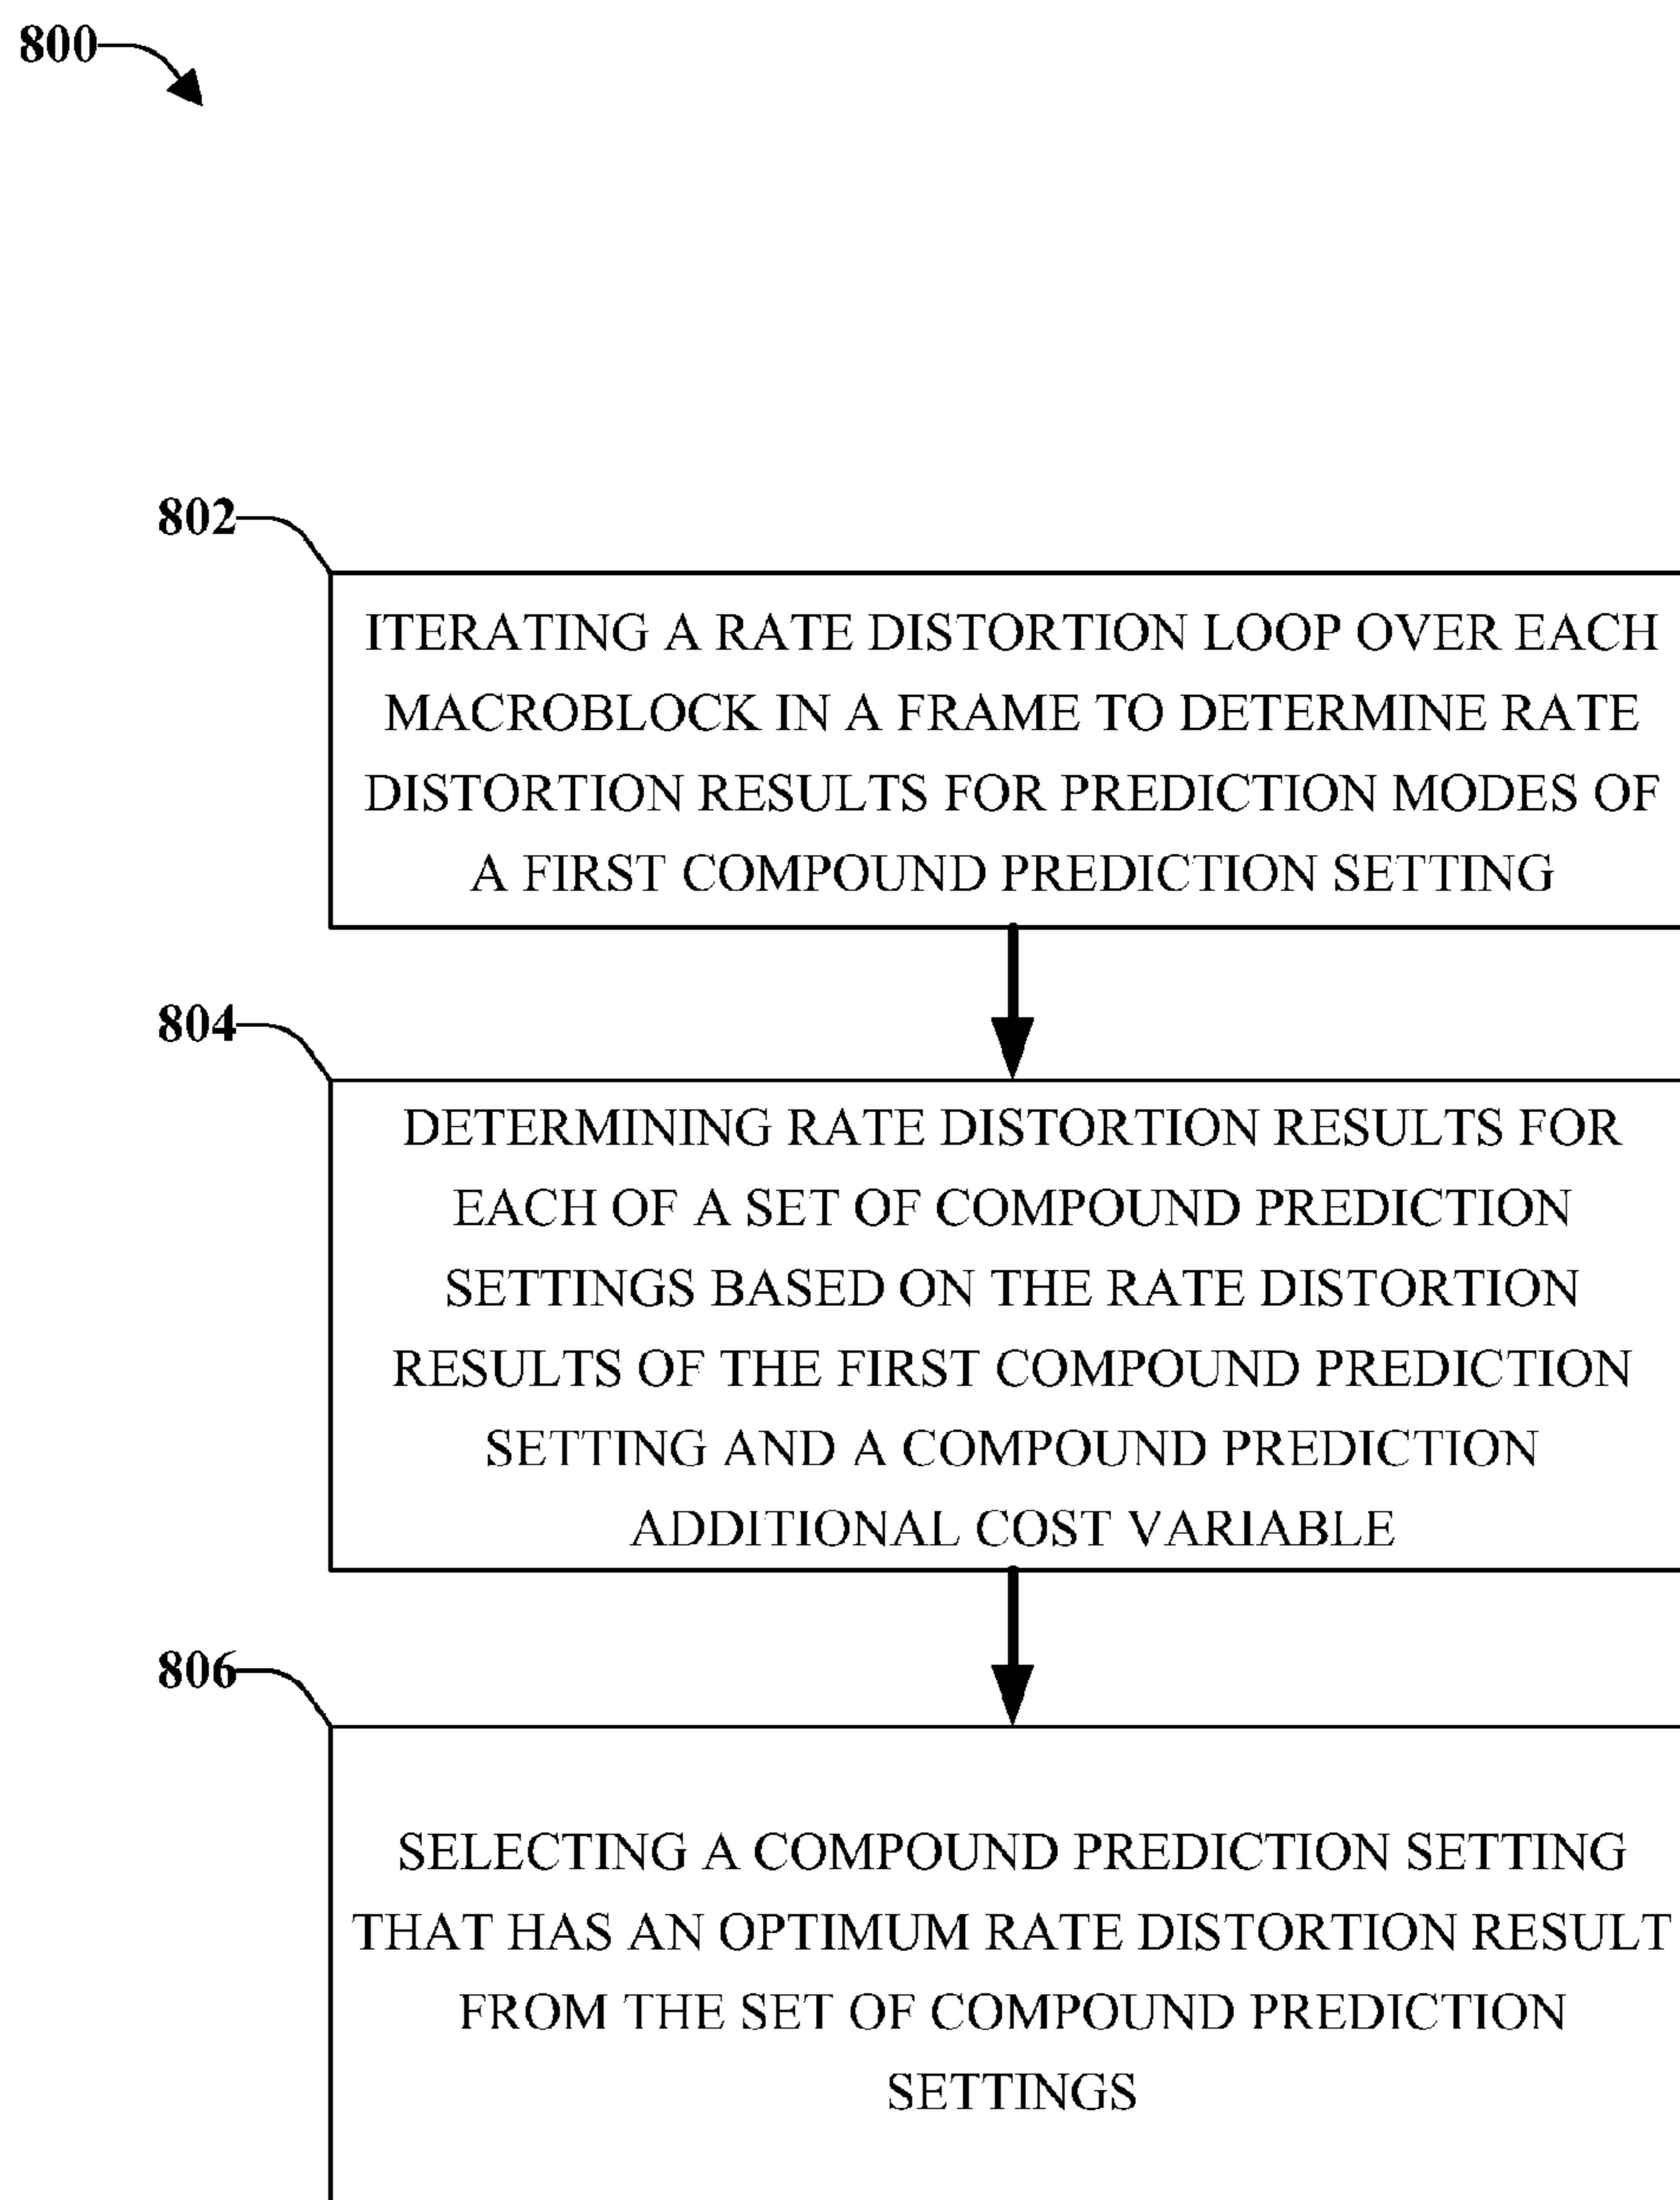 800
802
ITERATING A RATE DISTORTION LOOP OVER EACH
MACROBLOCK IN A FRAME TO DETERMINE RATE
DISTORTION RESULTS FOR PREDICTION MODES OF
A FIRST COMPOUND PREDICTION SETTING
804
DETERMINING RATE DISTORTION RESULTS FOR
EACH OF A SET OF COMPOUND PREDICTION
SETTINGS BASED ON THE RATE DISTORTION
RESULTS OF THE FIRST COMPOUND PREDICTION
SETTING AND A COMPOUND PREDICTION
ADDITIONAL COST VARIABLE
806
SELECTING A COMPOUND PREDICTION SETTING
THAT HAS AN OPTIMUM RATE DISTORTION RESULT
FROM THE SET OF COMPOUND PREDICTION
SETTINGS